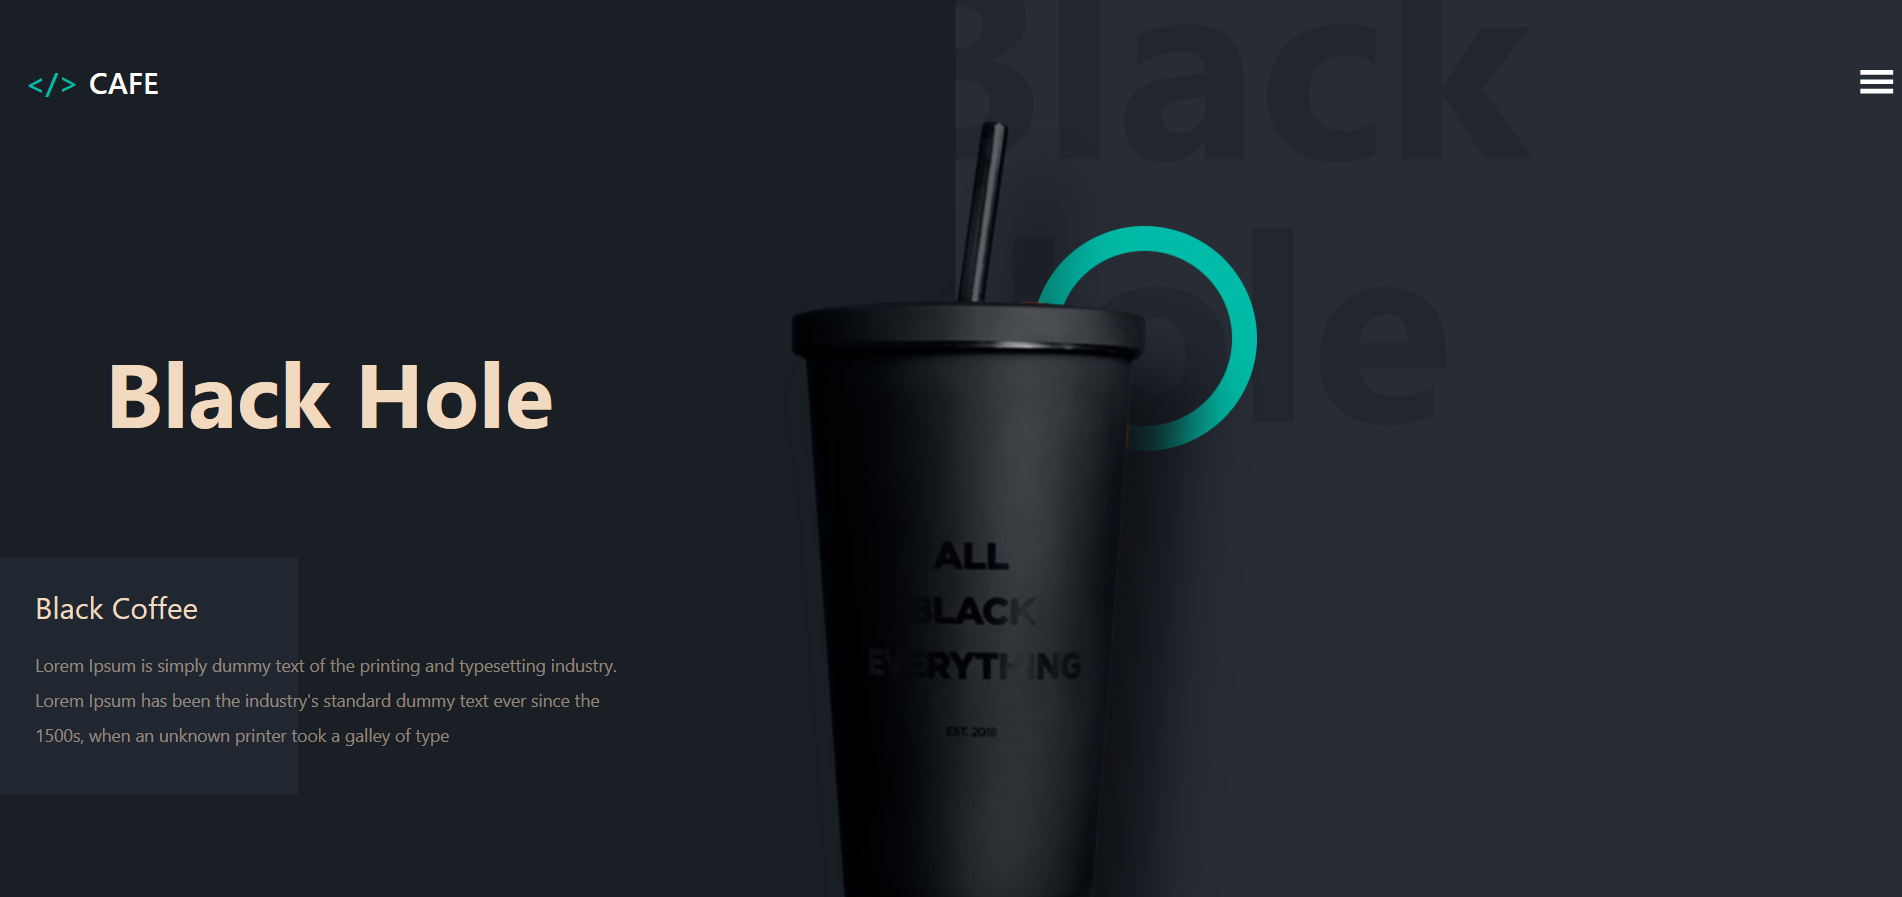 </> CAFE
Black
Hole
Black Hole
Black Coffee
Lorem Ipsum is simply dummy text of the printing and typesetting industry.
Lorem Ipsum has been the industry's standard dummy text ever since the
1500s, when an unknown printer took a galley of type
ALL
BLACK
EVERYTHING
EST. 2018